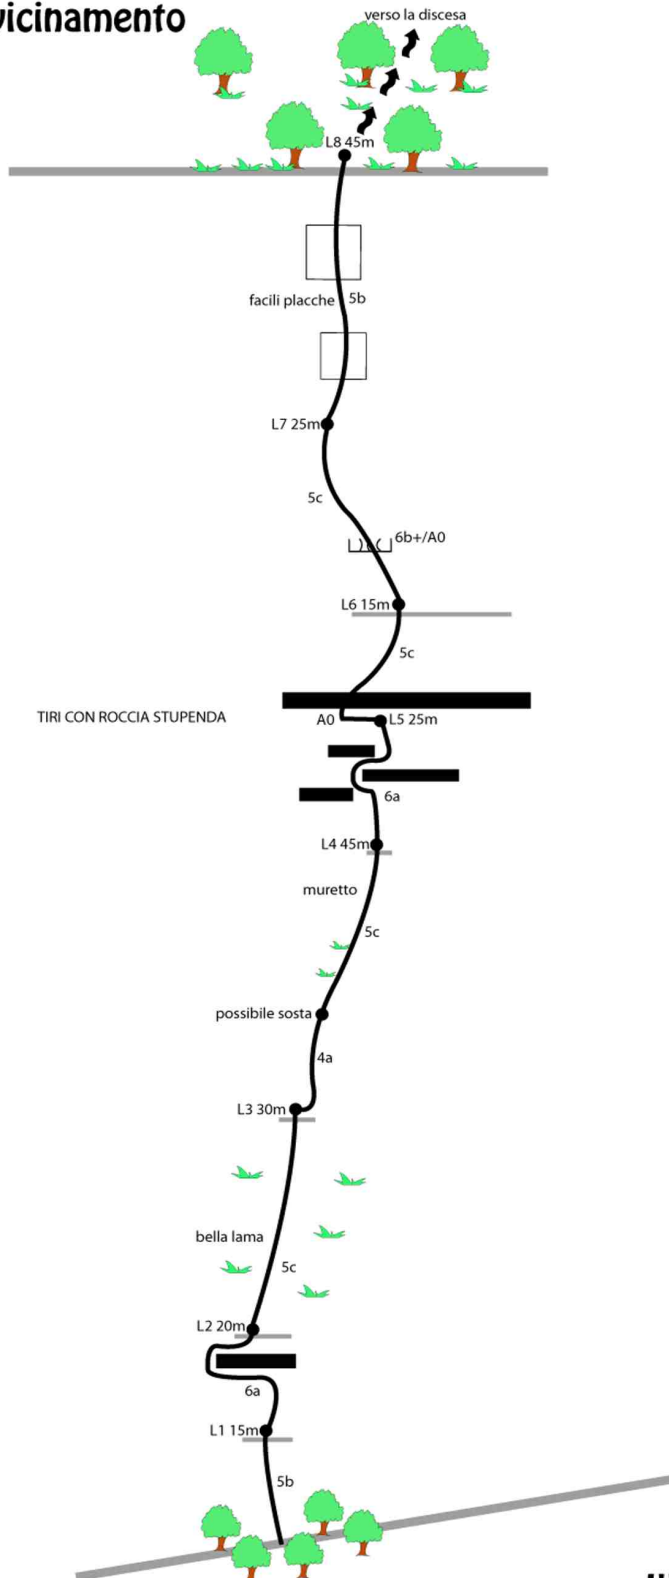 vicinamento
verso la discesa
L8 45m
facili placche
5b
L7 25m
5c
6b+/A0
L6 15m
5c
TIRI CON ROCCIA STUPENDA
A0
L5 25m
6a
L4 45m
muretto
5c
possibile sosta
4a
L3 30m
bella lama
5c
L2 20m
6a
L1 15m
5b